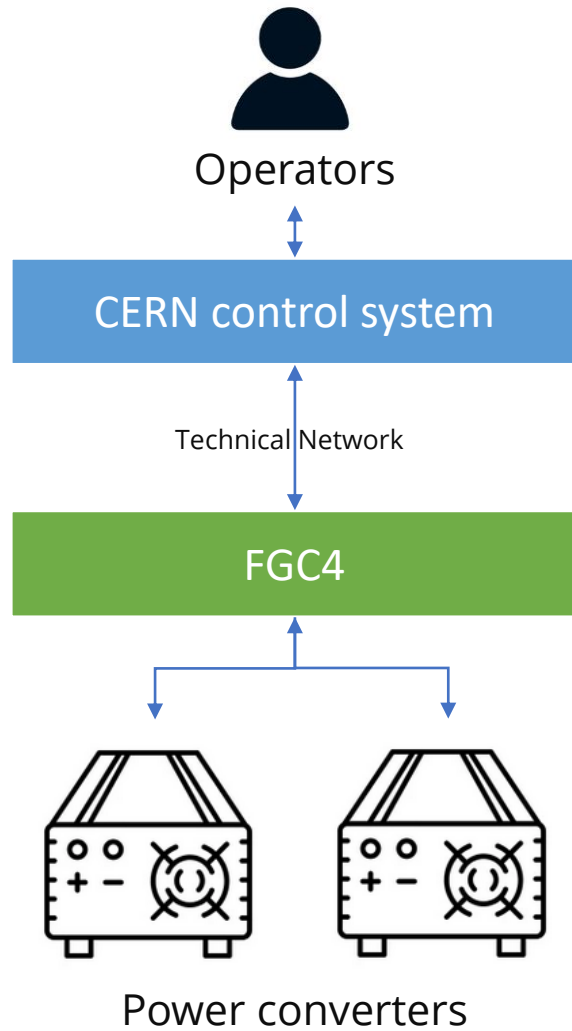 Operators
CERN control system
Technical Network
FGC4
Power converters